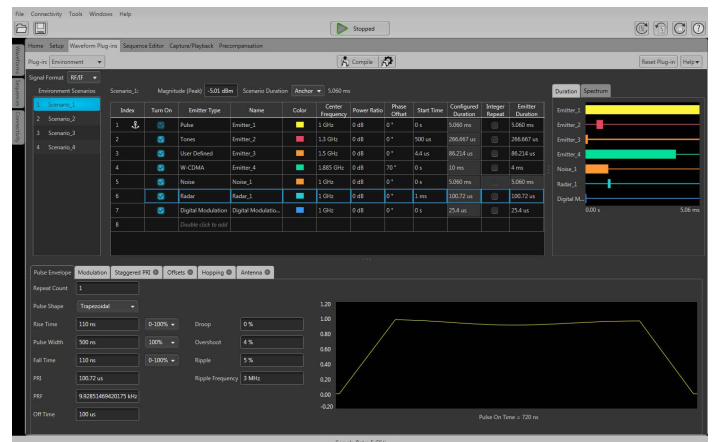 File Connectivity Tools Windows Help
Stopped
Home Setup Waveform Plug-ins Sequence Editor Capture/Playback Precompensation
Plug-in: Environment Compile Reset Plug-in Help
Waveforms
Sequences
Connectivity
Signal Format RF/IF
Environment Scenarios Scenario_1: Magnitude (Peak) -5.01 dBm Scenario Duration Anchor 5.060 ms Duration Spectrum
1 Scenario_1
2 Scenario_2
3 Scenario_3
4 Scenario_4
Index Turn On Emitter Type Name Color Center Frequency Power Ratio Phase Offset Start Time Configured Duration Integer Repeat Emitter Duration
1 Pulse Emitter_1 1 GHz 0 dB 0 ° 0 s 5.060 ms 5.060 ms
2 Tones Emitter_2 1.3 GHz 0 dB 0 ° 500 us 266.667 us 266.667 us
3 User Defined Emitter_3 1.5 GHz 0 dB 0 ° 4.4 us 86.214 us 86.214 us
4 W-CDMA Emitter_4 1.885 GHz 0 dB 70 ° 0 s 10 ms 4 ms
5 Noise Noise_1 1 GHz 0 dB 0 ° 0 s 5.060 ms 5.060 ms
6 Radar Radar_1 1 GHz 0 dB 0 ° 1 ms 100.72 us 100.72 us
7 Digital Modulation Digital Modulatio... 1 GHz 0 dB 0 ° 0 s 25.4 us 25.4 us
8 Double click to add
Emitter_1
Emitter_2
Emitter_3
Emitter_4
Noise_1
Radar_1
Digital M...
0.00 s 5.06 ms
Pulse Envelope Modulation Staggered PRI Offsets Hopping Antenna
Repeat Count 1
Pulse Shape Trapezoidal
Rise Time 110 ns 0-100% Droop 0 %
Pulse Width 500 ns 100% Overshoot 4 %
Fall Time 110 ns 0-100% Ripple 5 %
PRI 100.72 us Ripple Frequency 3 MHz
PRF 9.92851469420175 kHz
Off Time 100 us
1.20
1.00
0.80
0.60
0.40
0.20
0.00
-0.20
Pulse On Time = 720 ns